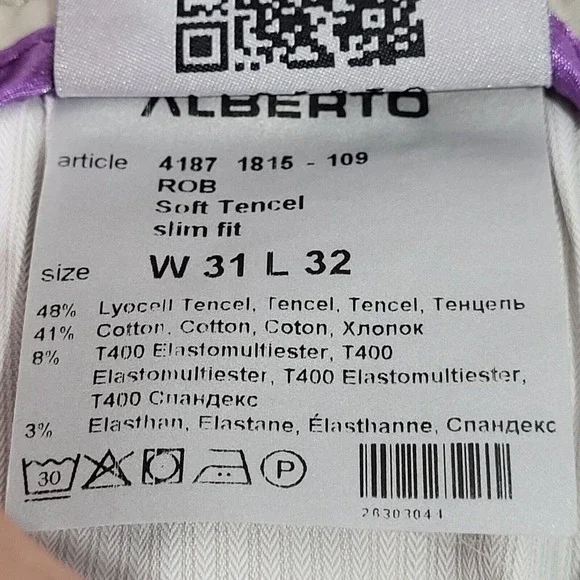 ALBERTO
article 4187 1815 - 109
ROB
Soft Tencel
slim fit
size W 31 L 32
48% Lyocell Tencel, Tencel, Tencel, Тенцель
41% Cotton, Cotton, Coton, Хлопок
8% T400 Elastomultiester, T400
Elastomultiester, T400 Elastomultiester,
T400 Спандекс
3% Elasthan, Elastane, Élasthanne, Спандекс
30 P
26303044